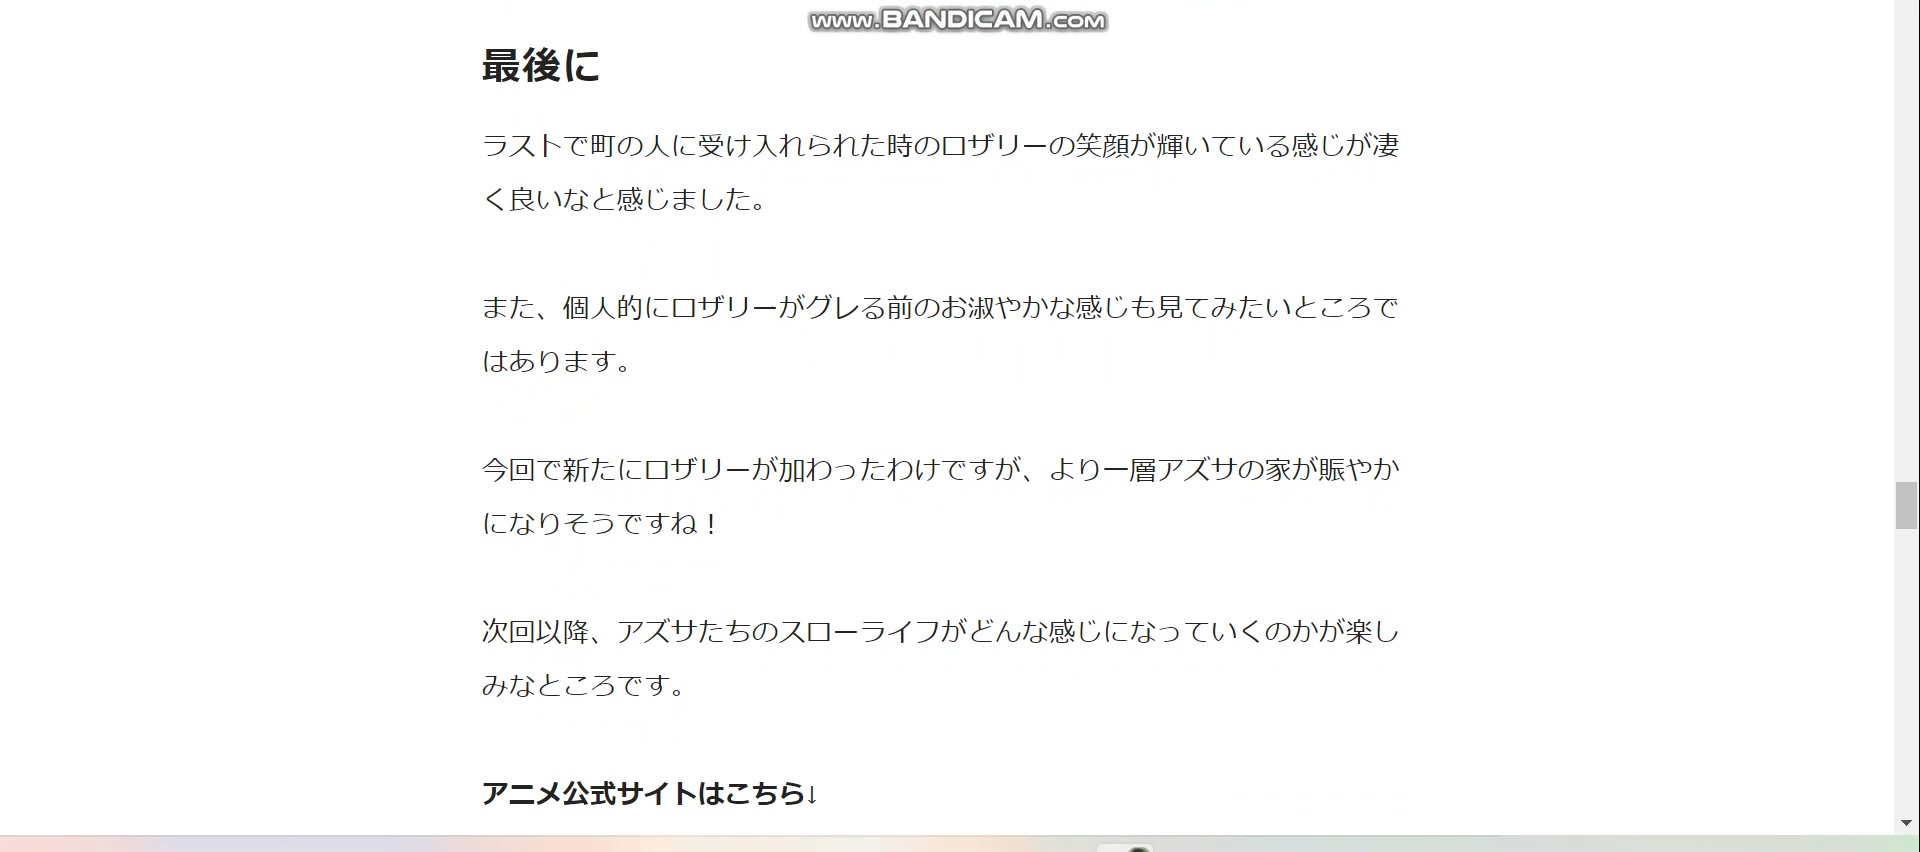 www.BANDICAM.com
最後に
ラストで町の人に受け入れられた時のロザリーの笑顔が輝いている感じが凄
く良いなと感じました。
また、個人的にロザリーがグレる前のお淑やかな感じも見てみたいところで
はあります。
今回で新たにロザリーが加わったわけですが、より一層アズサの家が賑やか
になりそうですね！
次回以降、アズサたちのスローライフがどんな感じになっていくのかが楽し
みなところです。
アニメ公式サイトはこちら↓